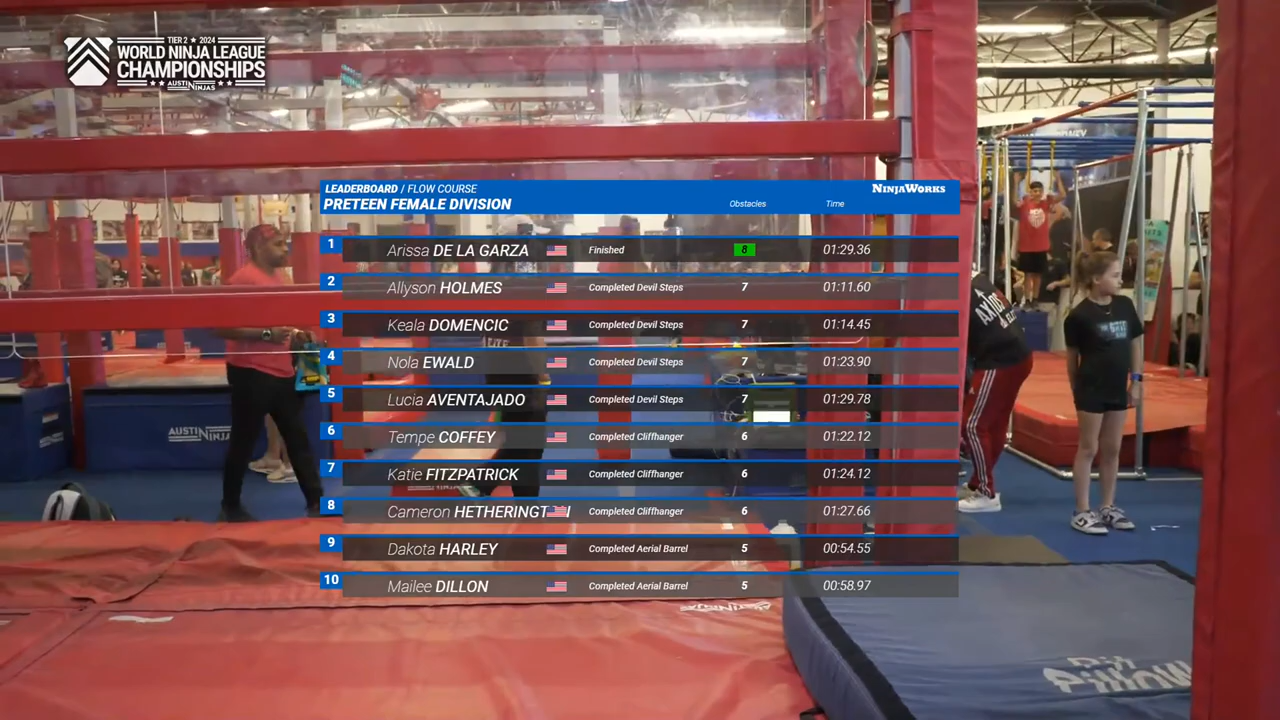 TIER 2 ★ 2024
WORLD NINJA LEAGUE
CHAMPIONSHIPS
AUSTIN NINJAS
LEADERBOARD / FLOW COURSE
NINJAWORKS
PRETEEN FEMALE DIVISION
Obstacles Time
1 Arissa DE LA GARZA Finished 8 01:29.36
2 Allyson HOLMES Completed Devil Steps 7 01:11.60
3 Keala DOMENCIC Completed Devil Steps 7 01:14.45
4 Nola EWALD Completed Devil Steps 7 01:23.90
5 Lucia AVENTAJADO Completed Devil Steps 7 01:29.78
6 Tempe COFFEY Completed Cliffhanger 6 01:22.12
7 Katie FITZPATRICK Completed Cliffhanger 6 01:24.12
8 Cameron HETHERINGT Completed Cliffhanger 6 01:27.66
9 Dakota HARLEY Completed Aerial Barrel 5 00:54.55
10 Mailee DILLON Completed Aerial Barrel 5 00:58.97
AUSTIN NINJAS
AXIOS